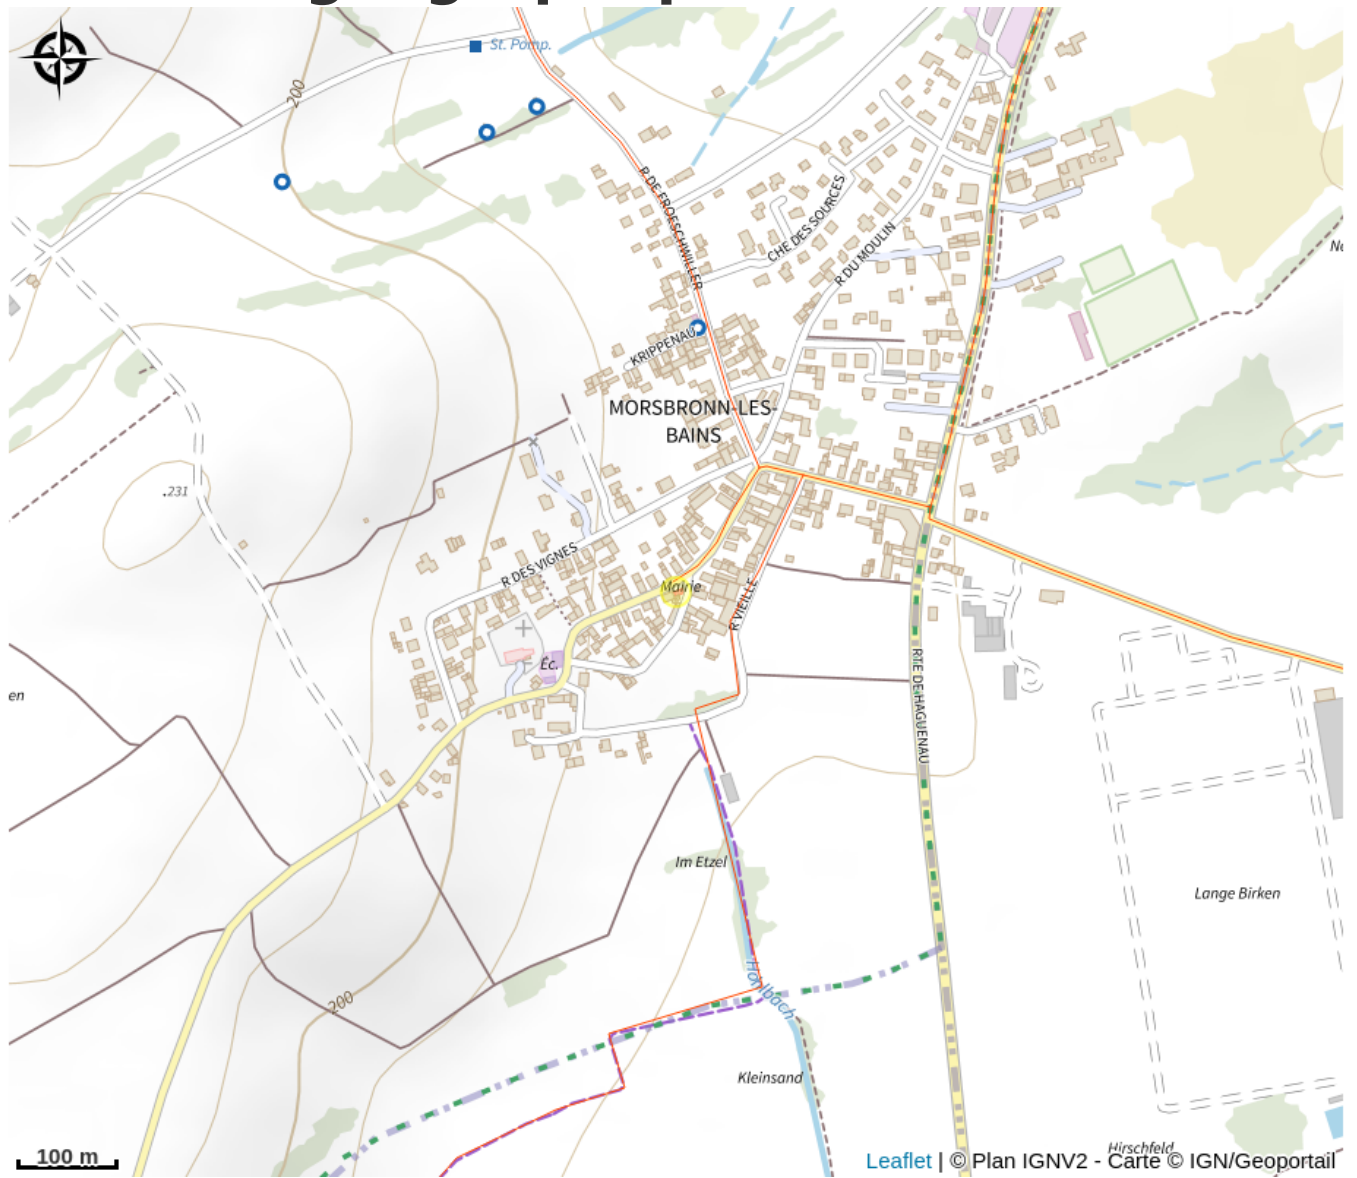 St. Pomp.
200
R DE FROESCHWILLER
CHE DES SOURCES
R DU MOULIN
KRIPPENAU
MORSBRONN-LES-
BAINS
.231
R DES VIGNES
Mairie
R VIEILLE
Éc.
en
RTE DE HAGUENAU
Im Etzel
Lange Birken
200
Kleinsand
Hirschfeld
100 m
Leaflet | © Plan IGNV2 - Carte © IGN/Geoportail